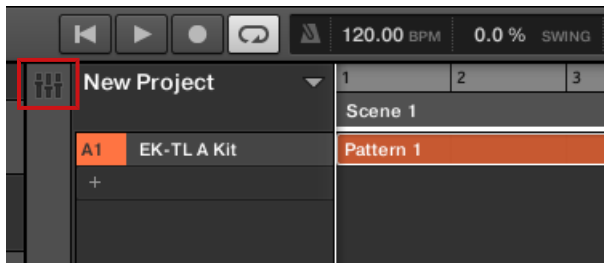 120.00 BPM 0.0 % SWING
New Project 1 2 3
Scene 1
A1 EK-TL A Kit Pattern 1
+